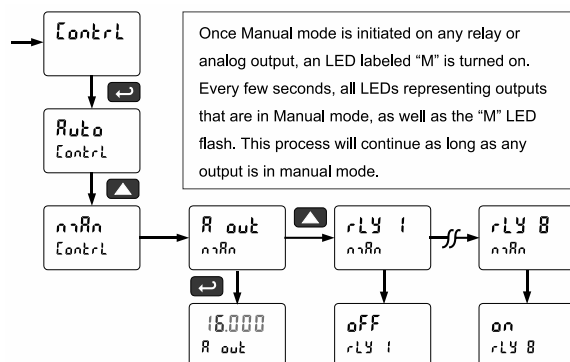 Contrl
Once Manual mode is initiated on any relay or
analog output, an LED labeled “M” is turned on.
Every few seconds, all LEDs representing outputs
that are in Manual mode, as well as the “M” LED
flash. This process will continue as long as any
output is in manual mode.
Auto
Contrl
mAn
Contrl
A out
mAn
rLY 1
mAn
rLY 8
mAn
16.000
A out
oFF
rLY 1
on
rLY 8